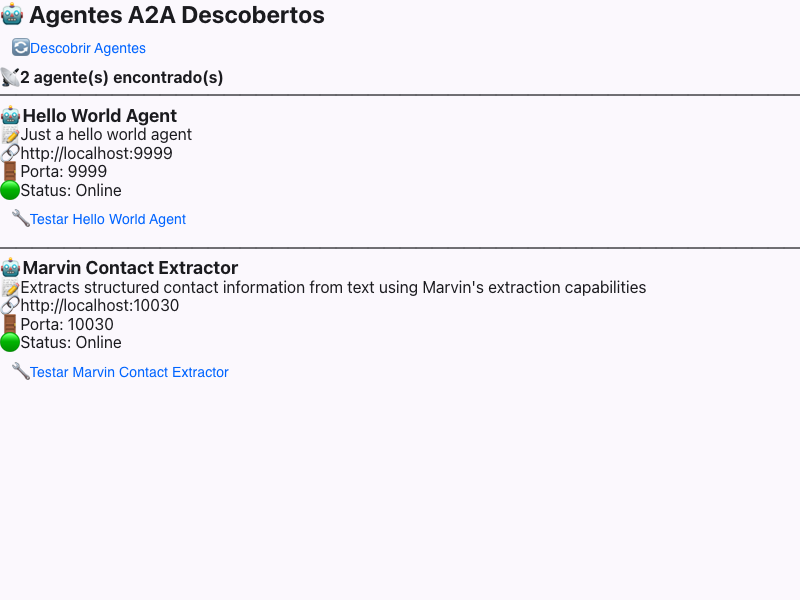 🤖 Agentes A2A Descobertos
🔄Descobrir Agentes
📡2 agente(s) encontrado(s)
🤖Hello World Agent
📝Just a hello world agent
🔗http://localhost:9999
🚪Porta: 9999
🟢Status: Online
🔧Testar Hello World Agent
🤖Marvin Contact Extractor
📝Extracts structured contact information from text using Marvin's extraction capabilities
🔗http://localhost:10030
🚪Porta: 10030
🟢Status: Online
🔧Testar Marvin Contact Extractor